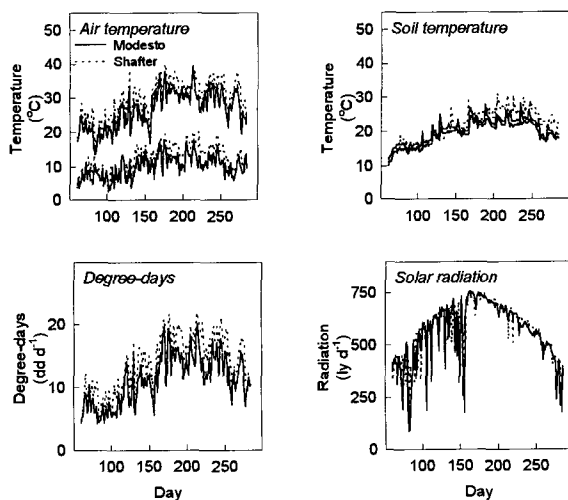 Air temperature
Modesto
Shafter
Temperature
(°C)
50
40
30
20
10
0
100 150 200 250
Soil temperature
Temperature
(°C)
50
40
30
20
10
0
100 150 200 250
Degree-days
Degree-days
(dd d-1)
20
10
0
100 150 200 250
Day
Solar radiation
Radiation
(ly d-1)
750
500
250
0
100 150 200 250
Day